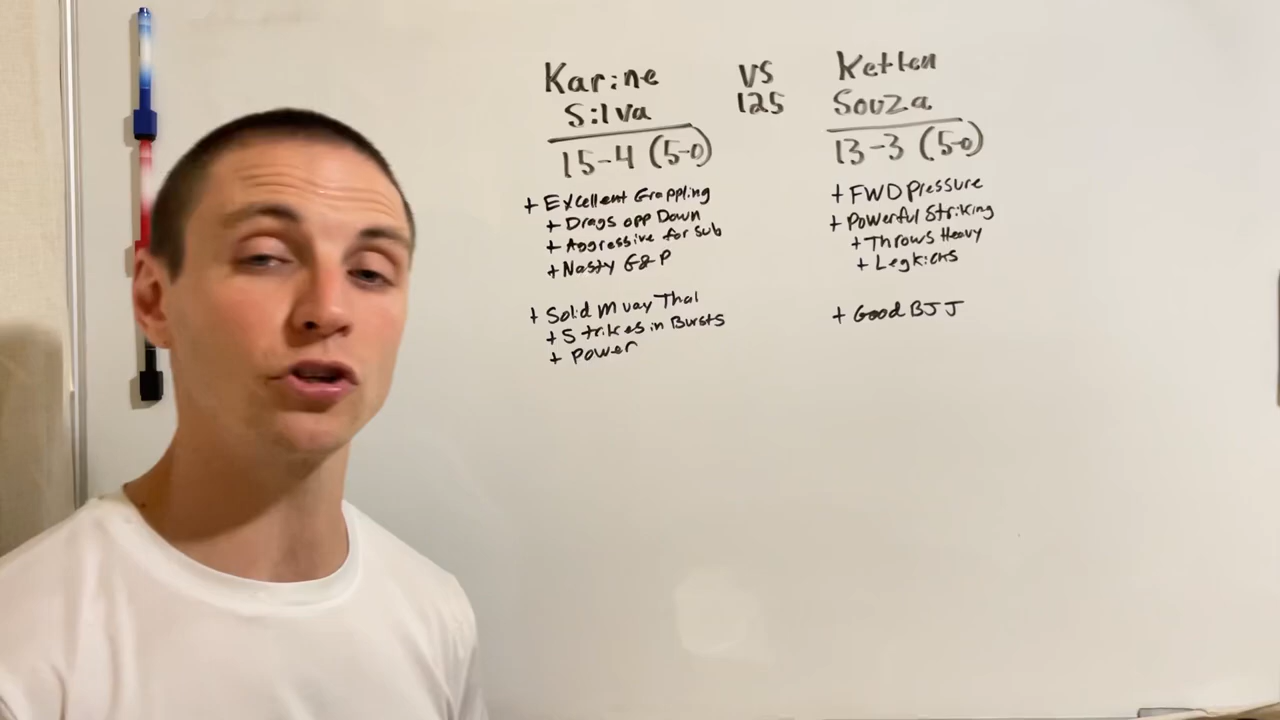 Karine VS Ketlen
Silva 125 Souza
15-4 (5-0) 13-3 (5-0)
+ Excellent Grappling
+ Drags opp Down
+ Aggressive for Sub
+ Nasty G&P
+ Solid Muay Thai
+ Strikes in Bursts
+ Power
+ FWD Pressure
+ Powerful Striking
+ Throws Heavy
+ Legkicks
+ Good BJJ